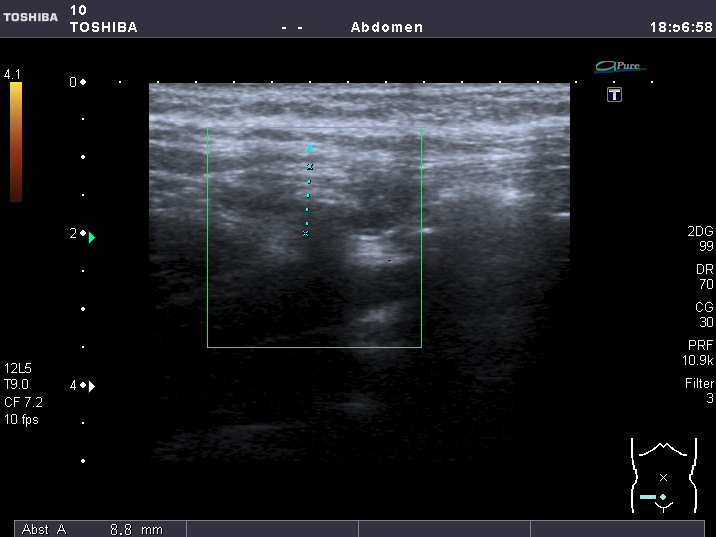 TOSHIBA
10
TOSHIBA
- -
Abdomen
18:56:58
4.1
0
Pure
T
2
2DG
99
DR
70
CG
30
PRF
10.9k
Filter
3
4
12L5
T9.0
CF 7.2
10 fps
Abst A 8.8 mm